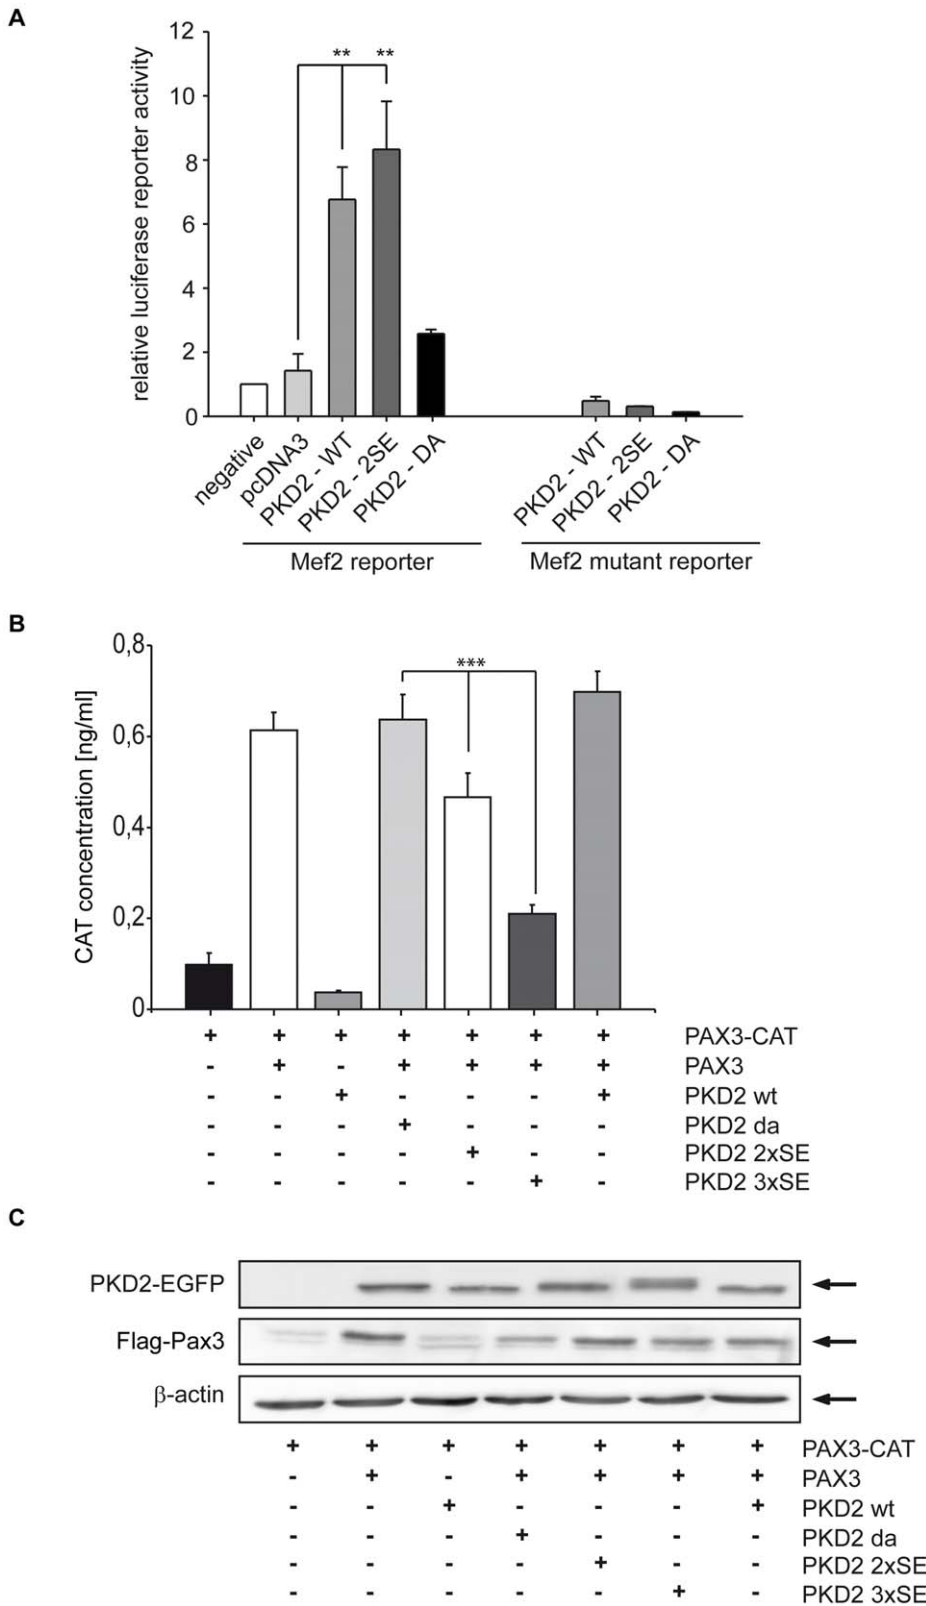 A
relative luciferase reporter activity
12
10
8
6
4
2
0
** **
negative
pcDNA3
PKD2 - WT
PKD2 - 2SE
PKD2 - DA
PKD2 - WT
PKD2 - 2SE
PKD2 - DA
Mef2 reporter
Mef2 mutant reporter
B
CAT concentration [ng/ml]
0,8
0,6
0,4
0,2
0
***
+ + + + + + + PAX3-CAT
- + - + + + + PAX3
- - + - - - + PKD2 wt
- - - + - - - PKD2 da
- - - - + - - PKD2 2xSE
- - - - - + - PKD2 3xSE
C
PKD2-EGFP
Flag-Pax3
β-actin
+ + + + + + + PAX3-CAT
- + - + + + + PAX3
- - + - - - + PKD2 wt
- - - + - - - PKD2 da
- - - - + - - PKD2 2xSE
- - - - - + - PKD2 3xSE